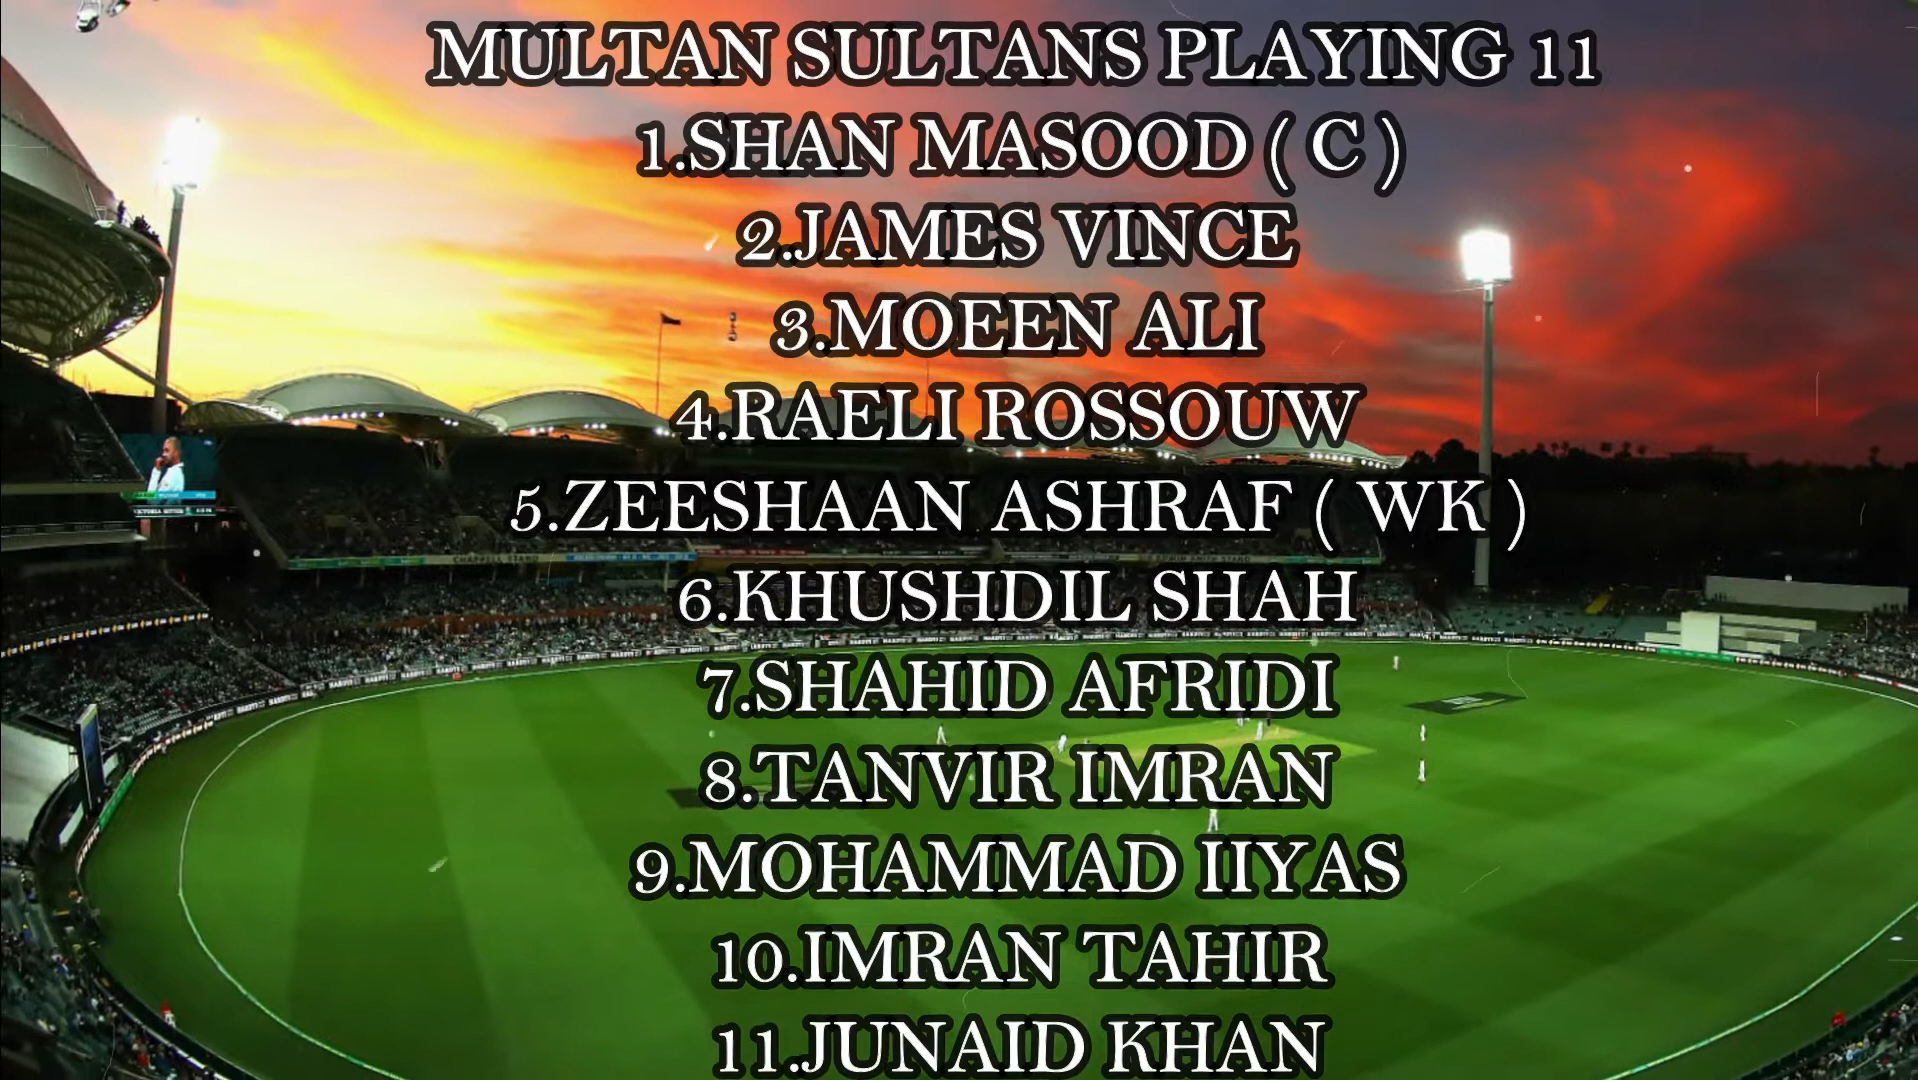 MULTAN SULTANS PLAYING 11
1.SHAN MASOOD ( C )
2.JAMES VINCE
3.MOEEN ALI
4.RAELI ROSSOUW
5.ZEESHAAN ASHRAF ( WK )
6.KHUSHDIL SHAH
7.SHAHID AFRIDI
8.TANVIR IMRAN
9.MOHAMMAD IIYAS
10.IMRAN TAHIR
11.JUNAID KHAN